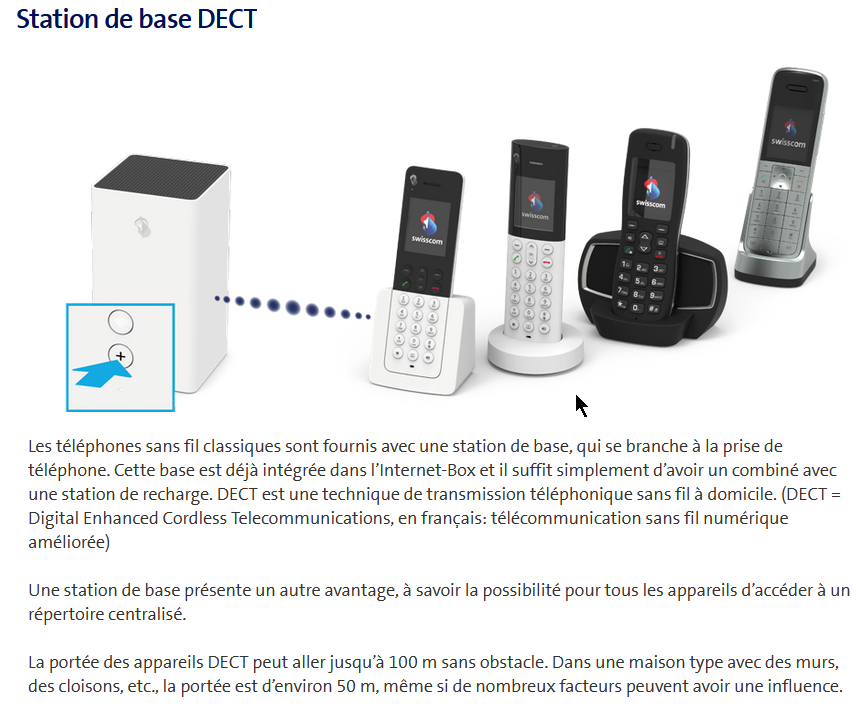 Station de base DECT
swisscom
swisscom
swisscom
swisscom
Les téléphones sans fil classiques sont fournis avec une station de base, qui se branche à la prise de
téléphone. Cette base est déjà intégrée dans l’Internet-Box et il suffit simplement d’avoir un combiné avec
une station de recharge. DECT est une technique de transmission téléphonique sans fil à domicile. (DECT =
Digital Enhanced Cordless Telecommunications, en français: télécommunication sans fil numérique
améliorée)
Une station de base présente un autre avantage, à savoir la possibilité pour tous les appareils d’accéder à un
répertoire centralisé.
La portée des appareils DECT peut aller jusqu’à 100 m sans obstacle. Dans une maison type avec des murs,
des cloisons, etc., la portée est d’environ 50 m, même si de nombreux facteurs peuvent avoir une influence.